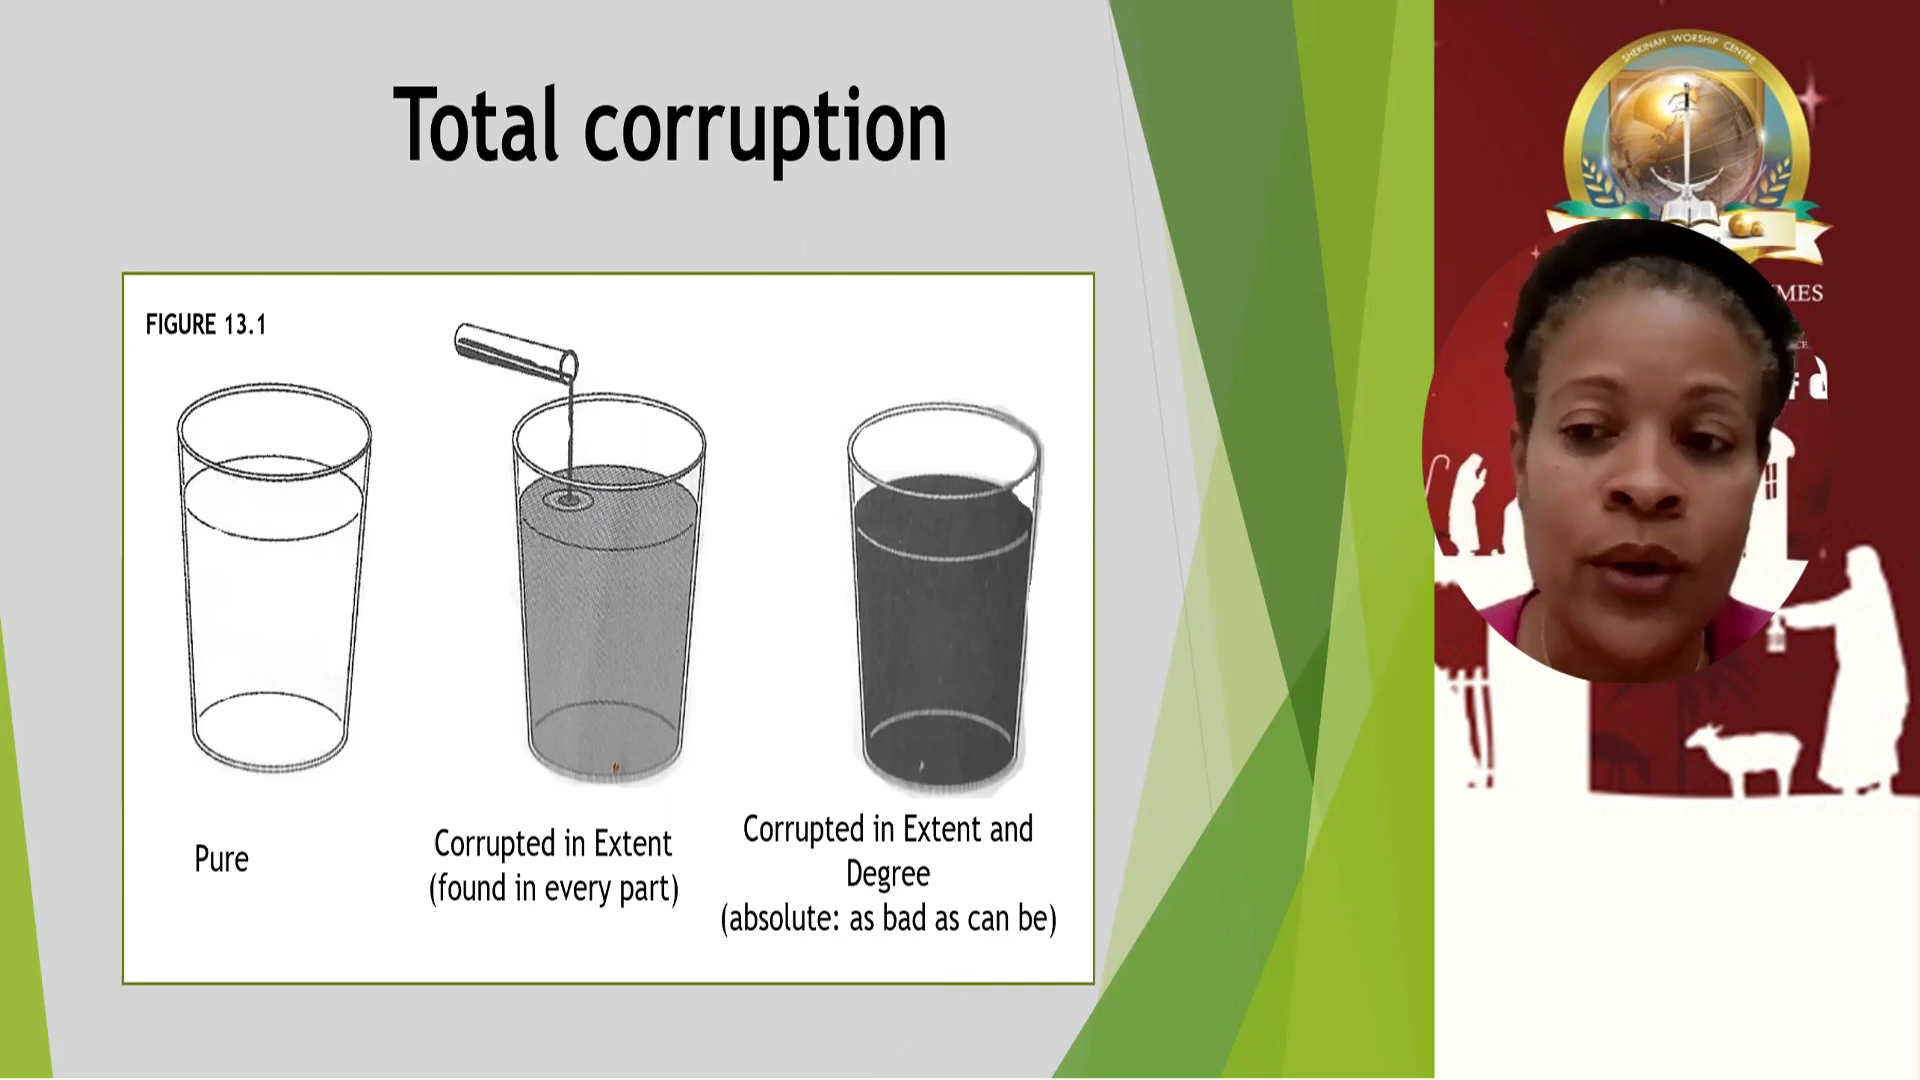 Total corruption
FIGURE 13.1
Pure
Corrupted in Extent
(found in every part)
Corrupted in Extent and
Degree
(absolute: as bad as can be)
SHEKINAH WORSHIP CENTRE